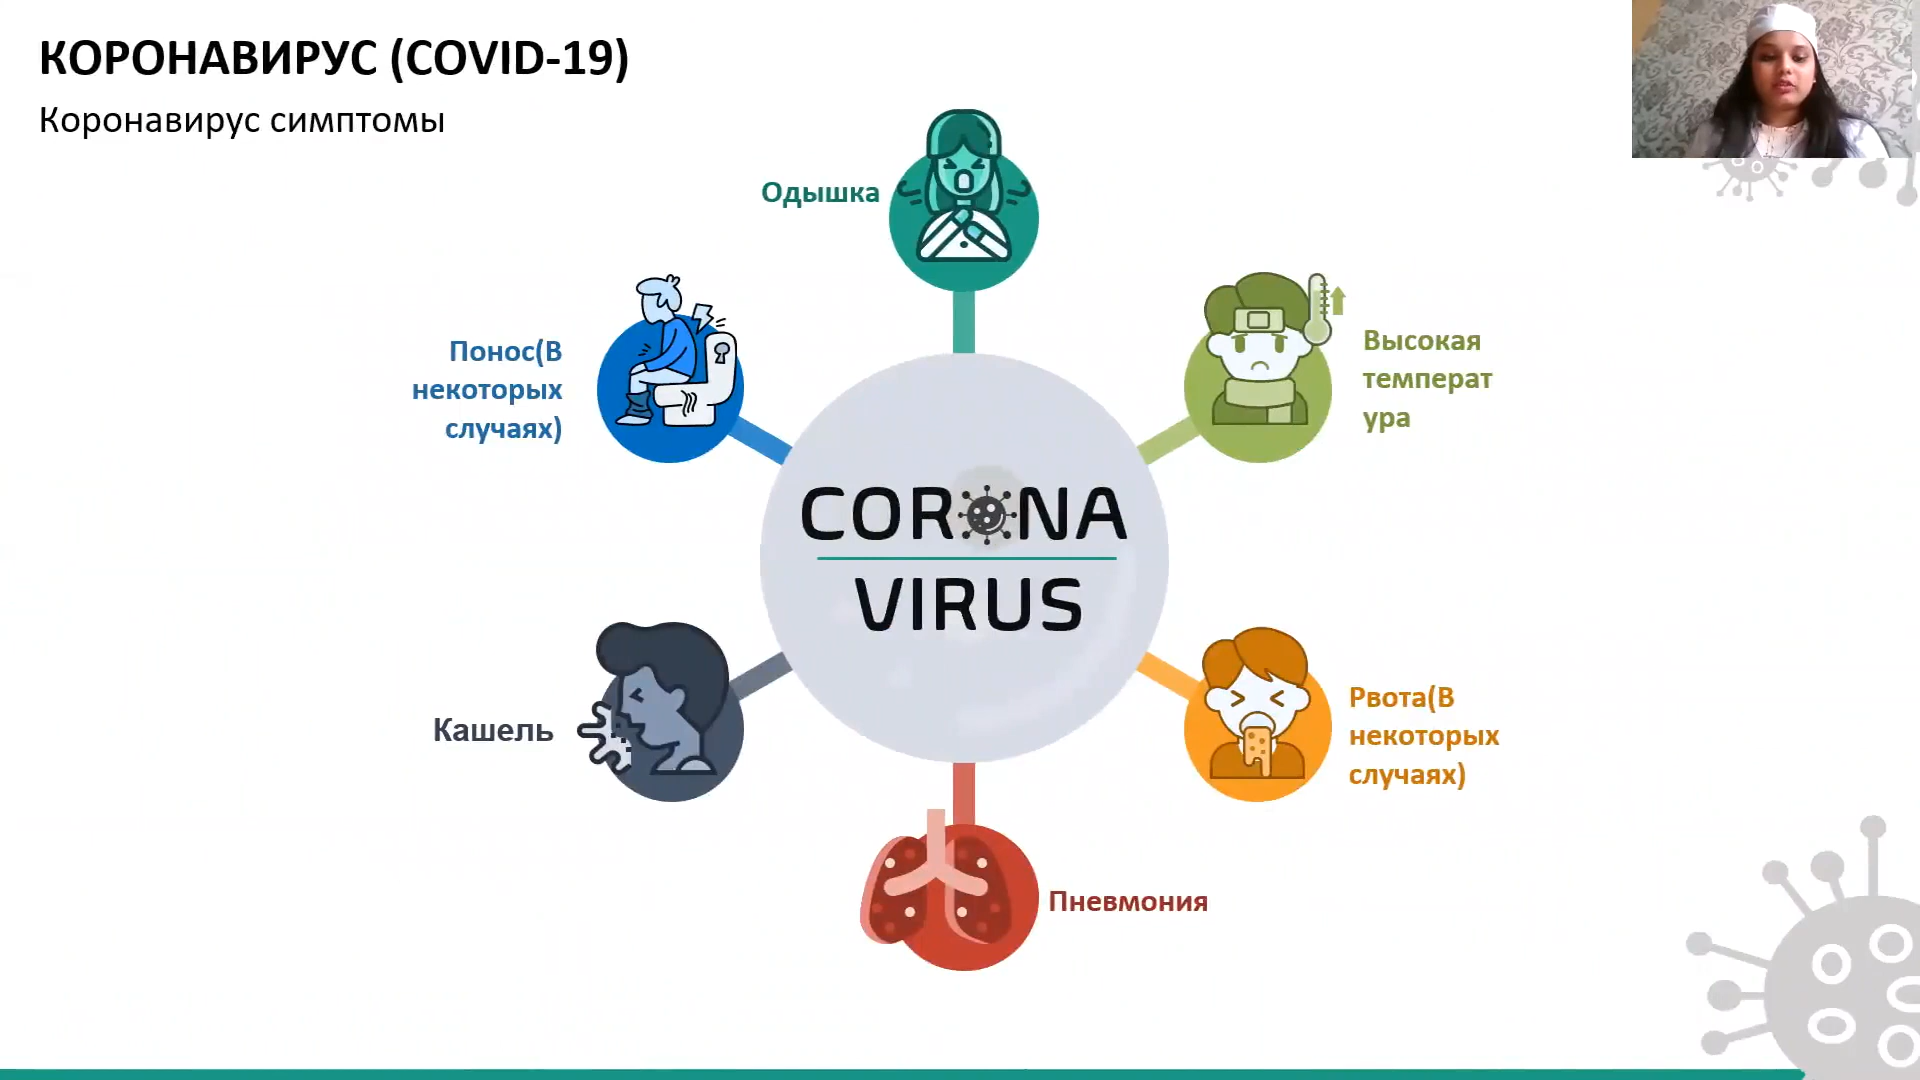 КОРОНАВИРУС (COVID-19)
Коронавирус симптомы
Одышка
Понос(В
некоторых
случаях)
Высокая
температ
ура
CORONA
VIRUS
Кашель
Рвота(В
некоторых
случаях)
Пневмония